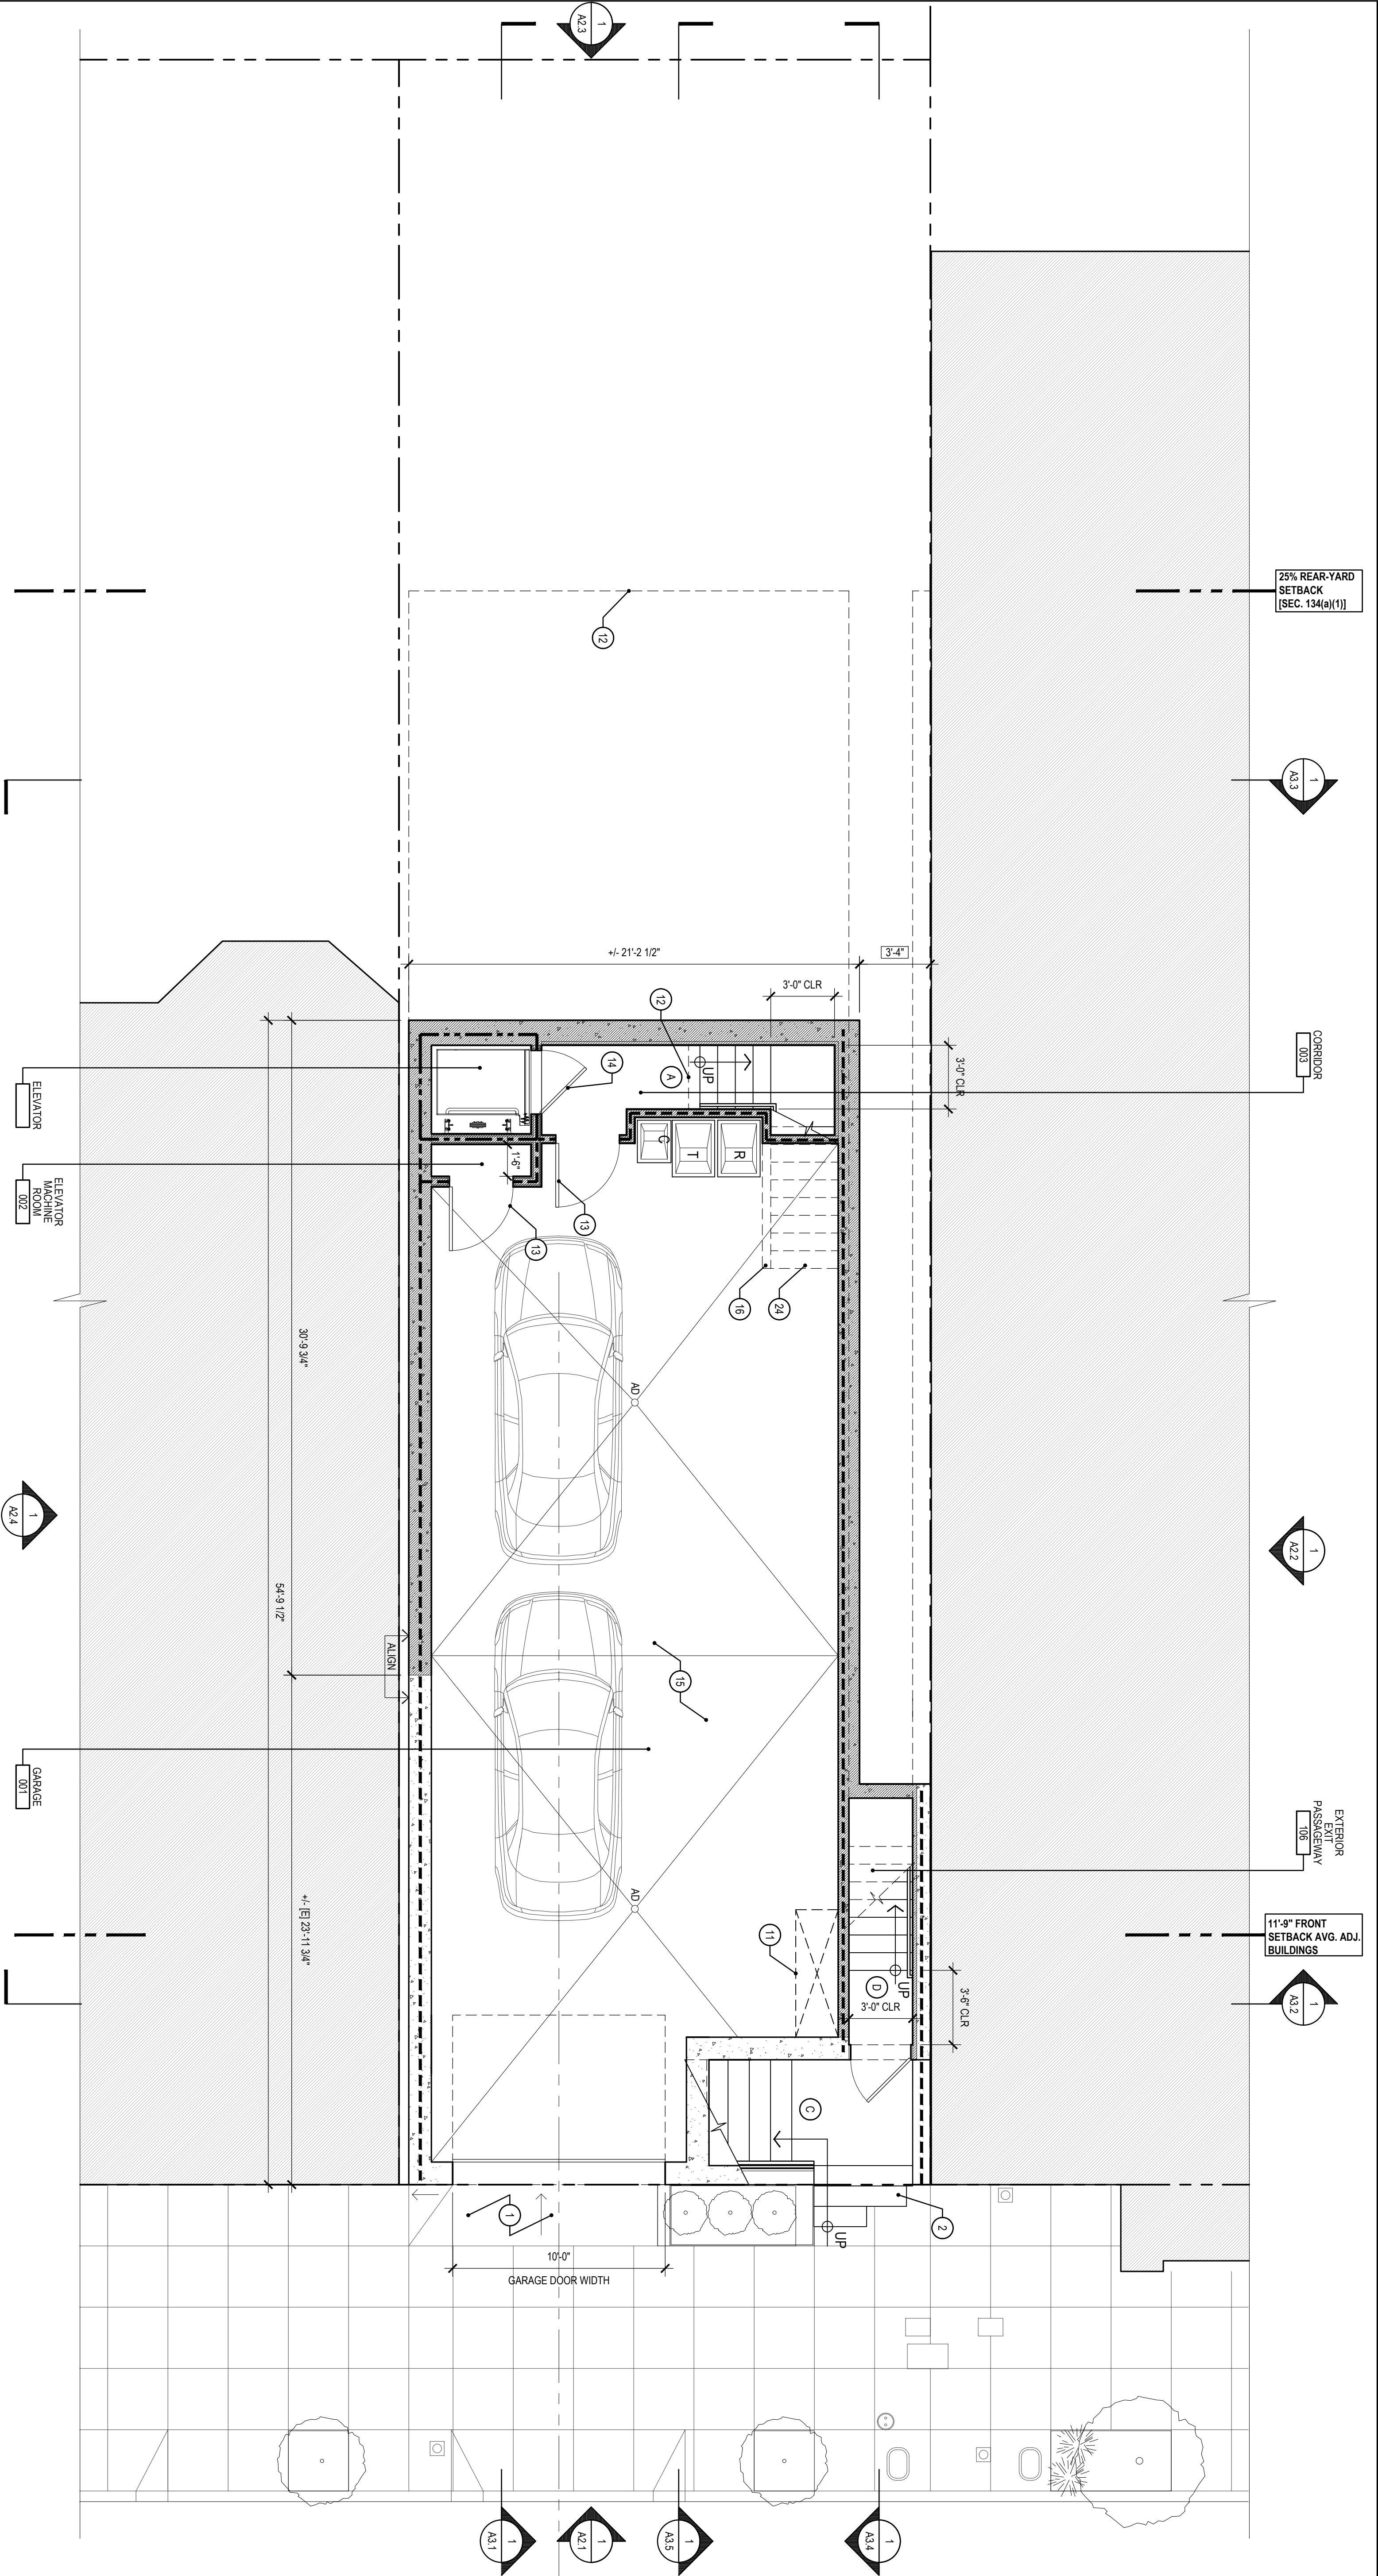 1
A2.3
25% REAR-YARD
SETBACK
[SEC. 134(a)(1)]
12
1
A3.3
+/- 21'-2 1/2"
3'-4"
3'-0" CLR
12
CORRIDOR
003
3'-0" CLR
14
A
UP
ELEVATOR
C
T
R
1'-6"
ELEVATOR
MACHINE
ROOM
002
13
13
16
24
30'-9 3/4"
AD
1
A2.4
1
A2.2
54'-9 1/2"
ALIGN
15
GARAGE
001
EXTERIOR
EXIT
PASSAGEWAY
106
AD
+/- [E] 23'-11 3/4"
11
11'-9" FRONT
SETBACK AVG. ADJ.
BUILDINGS
D
UP
3'-0" CLR
3'-6" CLR
1
A3.2
C
1
2
UP
10'-0"
GARAGE DOOR WIDTH
1
A3.1
1
A2.1
1
A3.5
1
A3.4